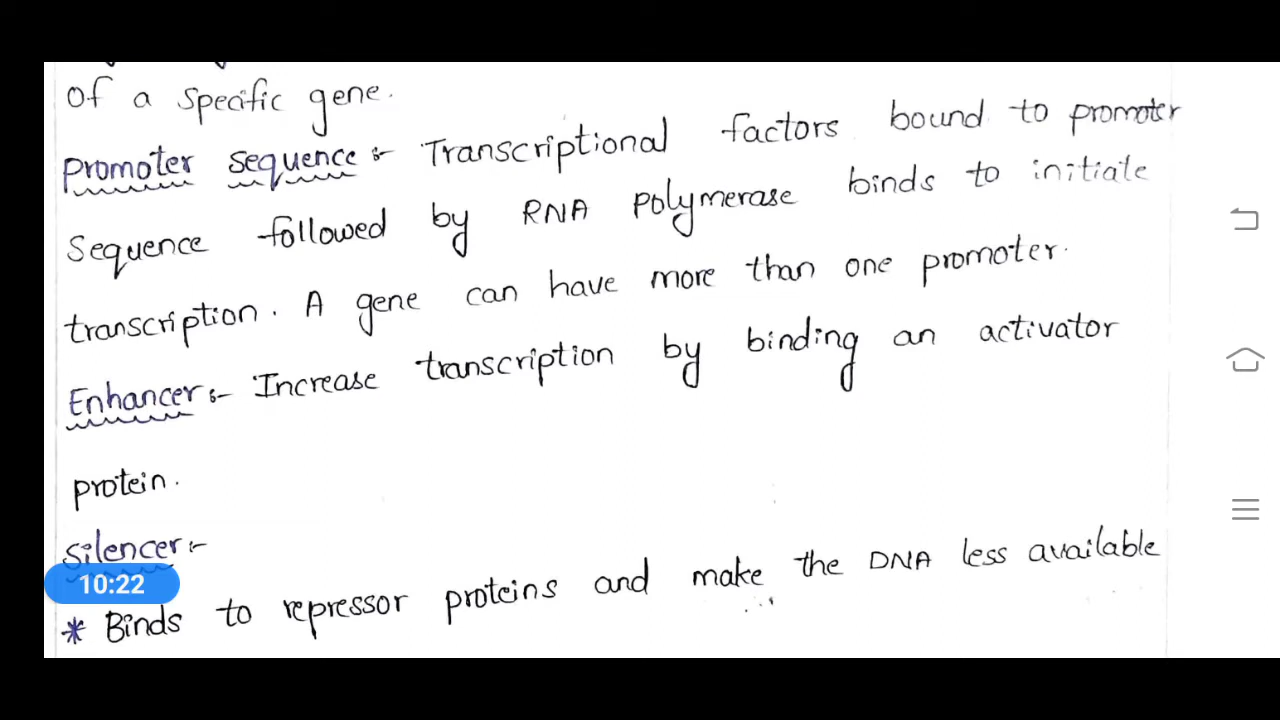 of a specific gene.
Promoter sequence :- Transcriptional factors bound to promoter
sequence followed by RNA polymerase binds to initiate
transcription. A gene can have more than one promoter.
Enhancer :- Increase transcription by binding an activator
protein.
Silencer :-
10:22
* Binds to repressor proteins and make the DNA less available